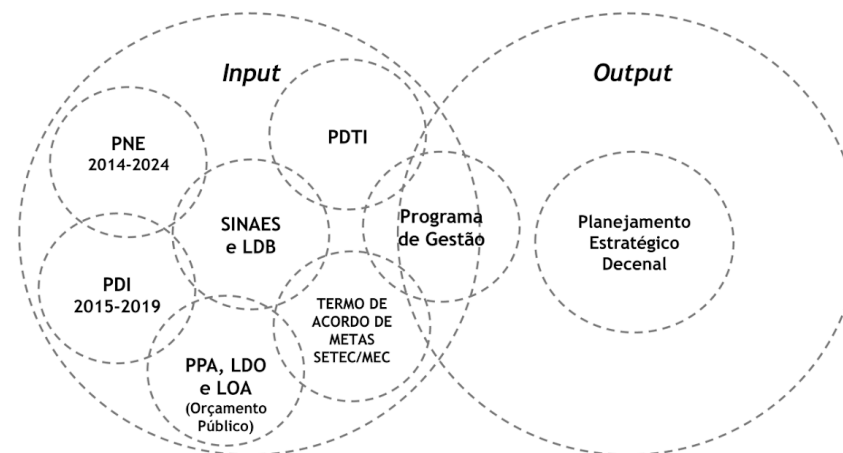 Input
Output
PNE
2014-2024
PDTI
SINAES
e LDB
Programa
de Gestão
Planejamento
Estratégico
Decenal
PDI
2015-2019
TERMO DE
ACORDO DE
METAS
SETEC/MEC
PPA, LDO
e LOA
(Orçamento
Público)